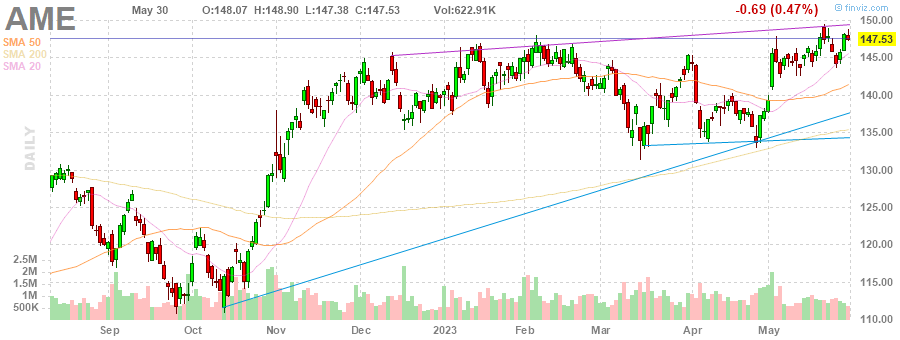 AME
May 30 O:148.07 H:148.90 L:147.38 C:147.53 Vol:622.91K -0.69 (0.47%)
© finviz.com
SMA 50
SMA 200
SMA 20
DAILY
150.00
147.53
145.00
140.00
135.00
130.00
125.00
120.00
115.00
110.00
2.5M
2M
1.5M
1M
500K
Sep Oct Nov Dec 2023 Feb Mar Apr May